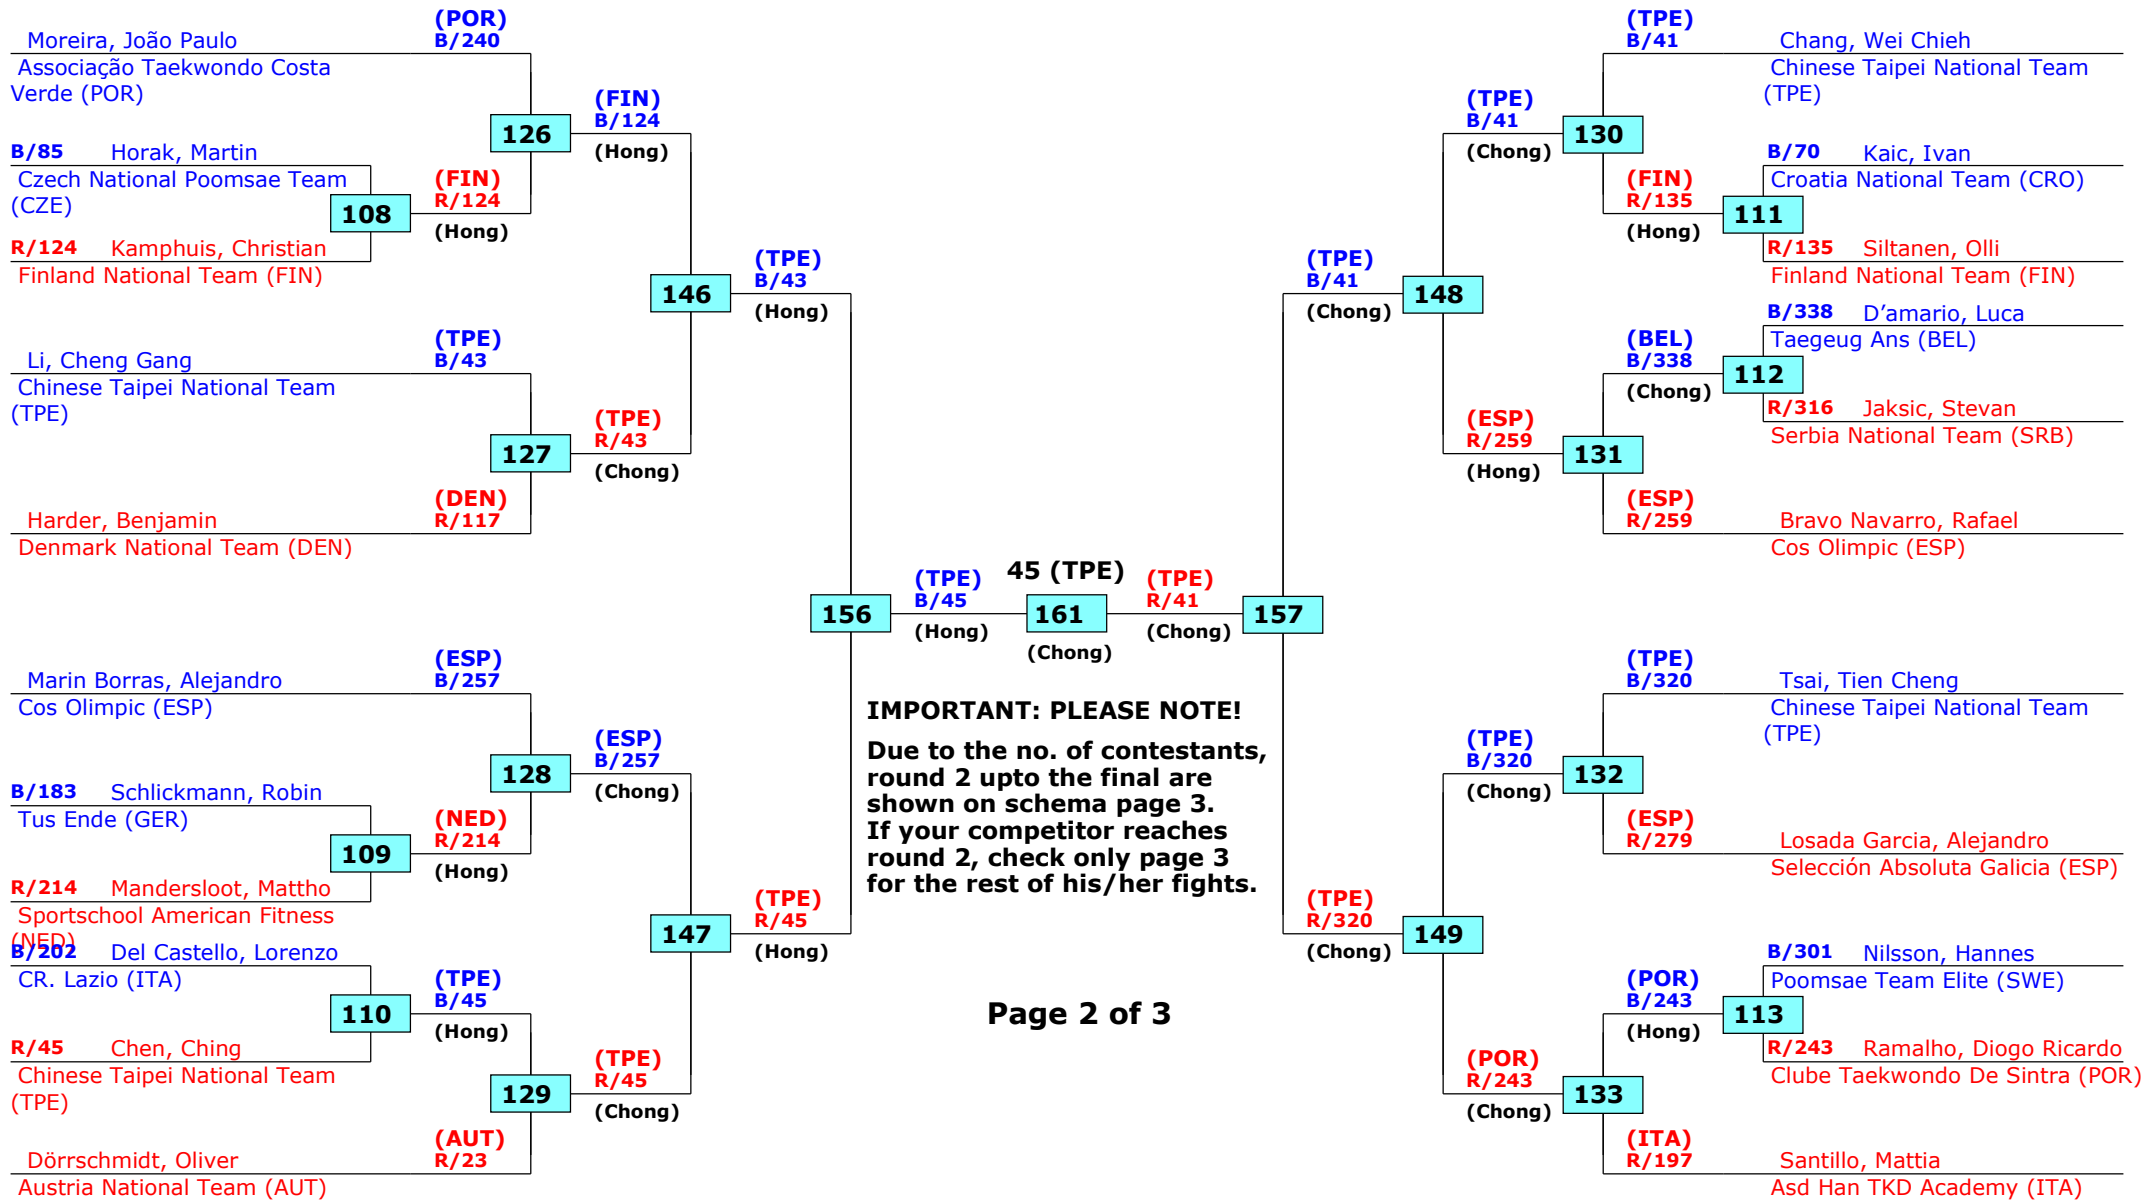 (POR)
Moreira, João Paulo B/240
Associação Taekwondo Costa
Verde (POR)
(FIN)
B/124
126
(Hong)
B/85 Horak, Martin
Czech National Poomsae Team
(CZE)
(FIN)
R/124
108
(Hong)
R/124 Kamphuis, Christian
Finland National Team (FIN)
(TPE)
B/43
146
(Hong)
(TPE)
Li, Cheng Gang B/43
Chinese Taipei National Team
(TPE)
(TPE)
R/43
127
(Chong)
(DEN)
Harder, Benjamin R/117
Denmark National Team (DEN)
156
(TPE)
B/45
(Hong)
45 (TPE)
161
(Chong)
(TPE)
R/41
(Chong)
157
(ESP)
Marin Borras, Alejandro B/257
Cos Olimpic (ESP)
(ESP)
B/257
128
(Chong)
B/183 Schlickmann, Robin
Tus Ende (GER)
(NED)
R/214
109
(Hong)
R/214 Mandersloot, Mattho
Sportschool American Fitness
(NED)
(TPE)
R/45
147
(Hong)
B/202 Del Castello, Lorenzo
CR. Lazio (ITA)
(TPE)
B/45
110
(Hong)
R/45 Chen, Ching
Chinese Taipei National Team
(TPE)
(TPE)
R/45
129
(Chong)
(AUT)
Dörrschmidt, Oliver R/23
Austria National Team (AUT)
IMPORTANT: PLEASE NOTE!
Due to the no. of contestants,
round 2 upto the final are
shown on schema page 3.
If your competitor reaches
round 2, check only page 3
for the rest of his/her fights.
Page 2 of 3
(TPE)
B/41 Chang, Wei Chieh
Chinese Taipei National Team
(TPE)
(TPE)
B/41
130
(Chong)
B/70 Kaic, Ivan
Croatia National Team (CRO)
(FIN)
R/135
111
(Hong)
R/135 Siltanen, Olli
Finland National Team (FIN)
(TPE)
B/41
148
(Chong)
B/338 D’amario, Luca
Taegeug Ans (BEL)
(BEL)
B/338
112
(Chong)
R/316 Jaksic, Stevan
Serbia National Team (SRB)
(ESP)
R/259
131
(Hong)
(ESP)
R/259 Bravo Navarro, Rafael
Cos Olimpic (ESP)
(TPE)
B/320 Tsai, Tien Cheng
Chinese Taipei National Team
(TPE)
(TPE)
B/320
132
(Chong)
(ESP)
R/279 Losada Garcia, Alejandro
Selección Absoluta Galicia (ESP)
(TPE)
R/320
149
(Chong)
B/301 Nilsson, Hannes
Poomsae Team Elite (SWE)
(POR)
B/243
113
(Hong)
R/243 Ramalho, Diogo Ricardo
Clube Taekwondo De Sintra (POR)
(POR)
R/243
133
(Chong)
(ITA)
R/197 Santillo, Mattia
Asd Han TKD Academy (ITA)